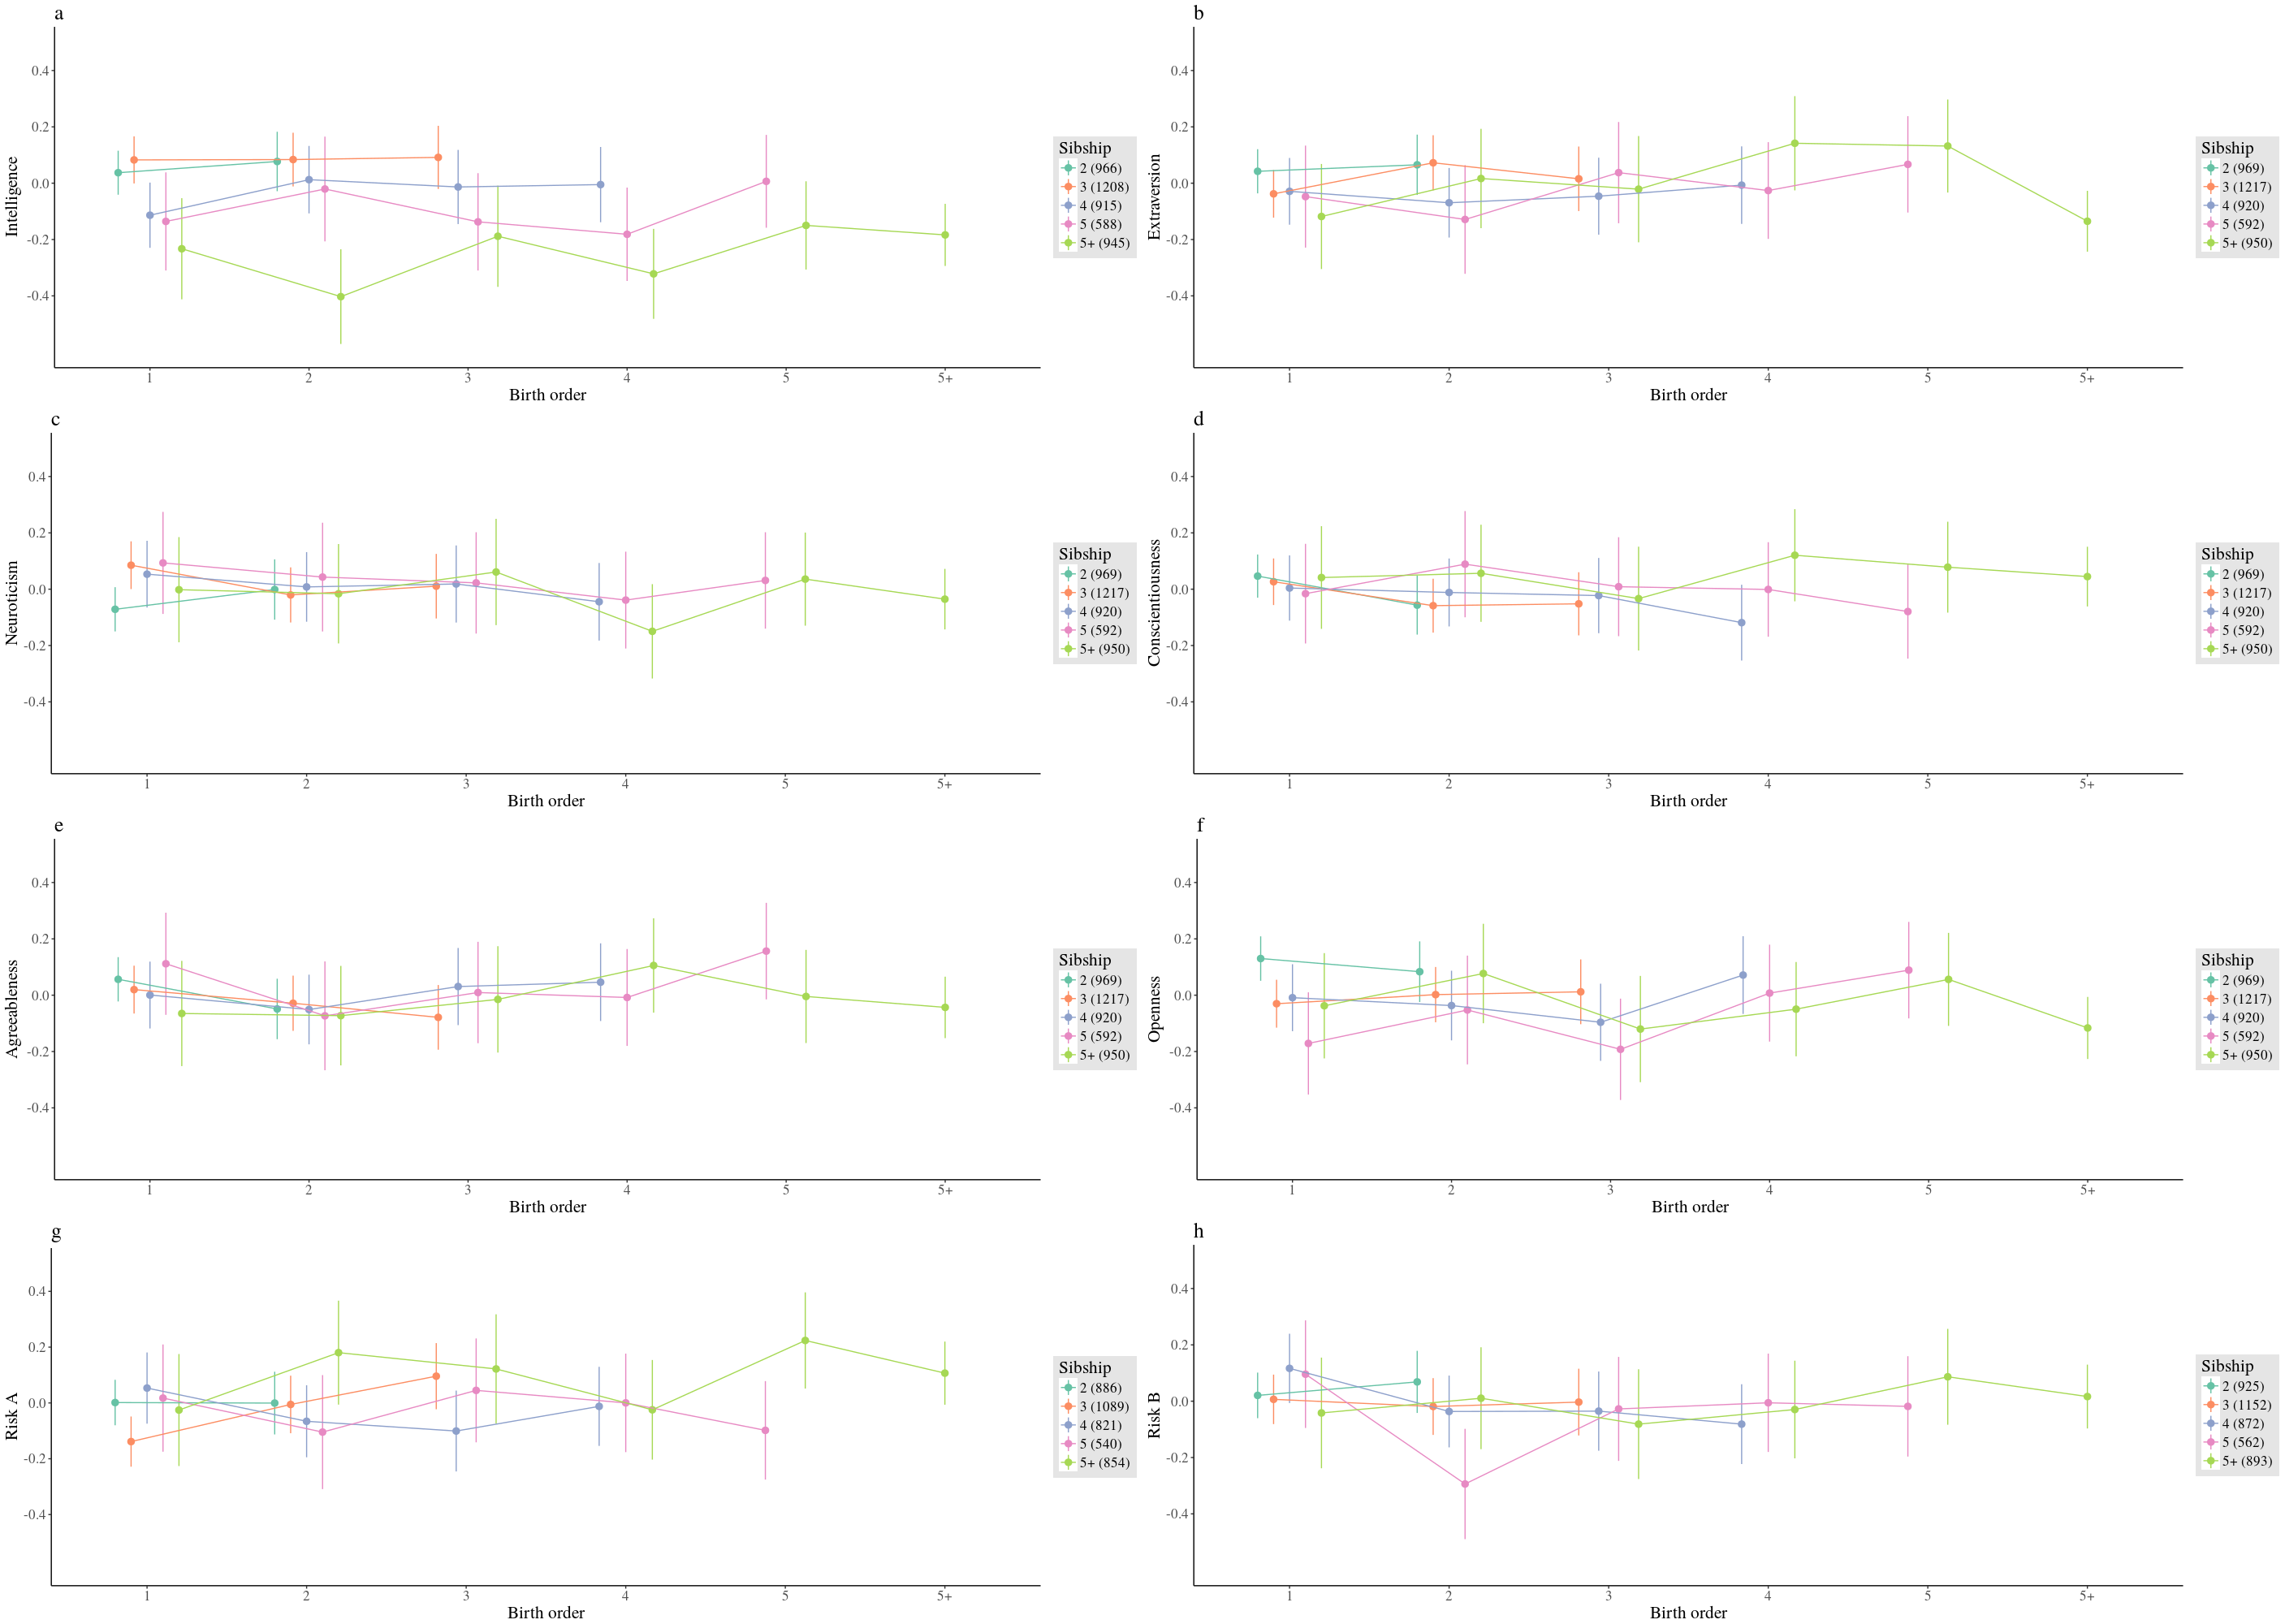 a
Intelligence
0.4
0.2
0.0
-0.2
-0.4
1 2 3 4 5 5+
Birth order
Sibship
2 (966)
3 (1208)
4 (915)
5 (588)
5+ (945)
b
Extraversion
0.4
0.2
0.0
-0.2
-0.4
1 2 3 4 5 5+
Birth order
Sibship
2 (969)
3 (1217)
4 (920)
5 (592)
5+ (950)
c
Neuroticism
0.4
0.2
0.0
-0.2
-0.4
1 2 3 4 5 5+
Birth order
Sibship
2 (969)
3 (1217)
4 (920)
5 (592)
5+ (950)
d
Conscientiousness
0.4
0.2
0.0
-0.2
-0.4
1 2 3 4 5 5+
Birth order
Sibship
2 (969)
3 (1217)
4 (920)
5 (592)
5+ (950)
e
Agreeableness
0.4
0.2
0.0
-0.2
-0.4
1 2 3 4 5 5+
Birth order
Sibship
2 (969)
3 (1217)
4 (920)
5 (592)
5+ (950)
f
Openness
0.4
0.2
0.0
-0.2
-0.4
1 2 3 4 5 5+
Birth order
Sibship
2 (969)
3 (1217)
4 (920)
5 (592)
5+ (950)
g
Risk A
0.4
0.2
0.0
-0.2
-0.4
1 2 3 4 5 5+
Birth order
Sibship
2 (886)
3 (1089)
4 (821)
5 (540)
5+ (854)
h
Risk B
0.4
0.2
0.0
-0.2
-0.4
1 2 3 4 5 5+
Birth order
Sibship
2 (925)
3 (1152)
4 (872)
5 (562)
5+ (893)